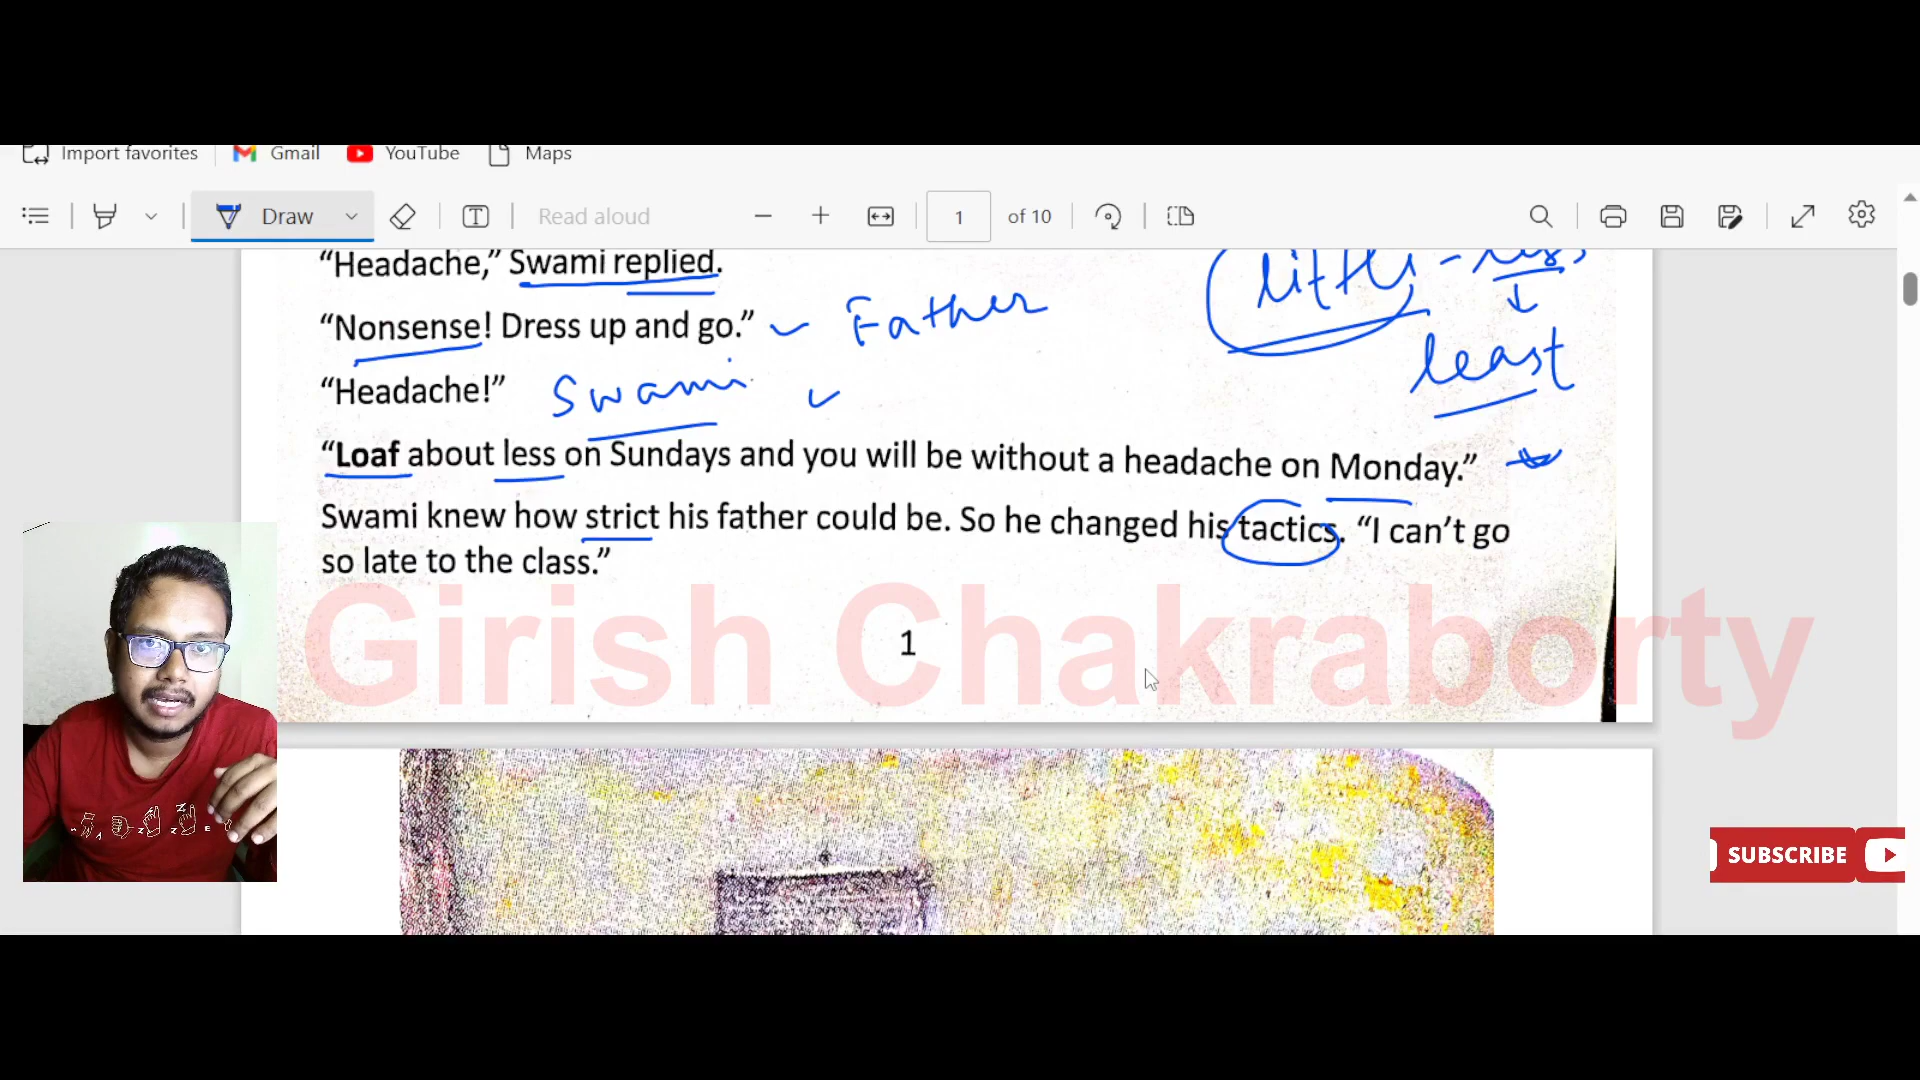 Import favorites Gmail YouTube Maps
Draw Read aloud 1 of 10
“Headache,” Swami replied.
little - less
“Nonsense! Dress up and go.” Father
least
“Headache!” Swami
“Loaf about less on Sundays and you will be without a headache on Monday.”
Swami knew how strict his father could be. So he changed his tactics. “I can’t go
so late to the class.”
Girish Chakraborty
1
SUBSCRIBE